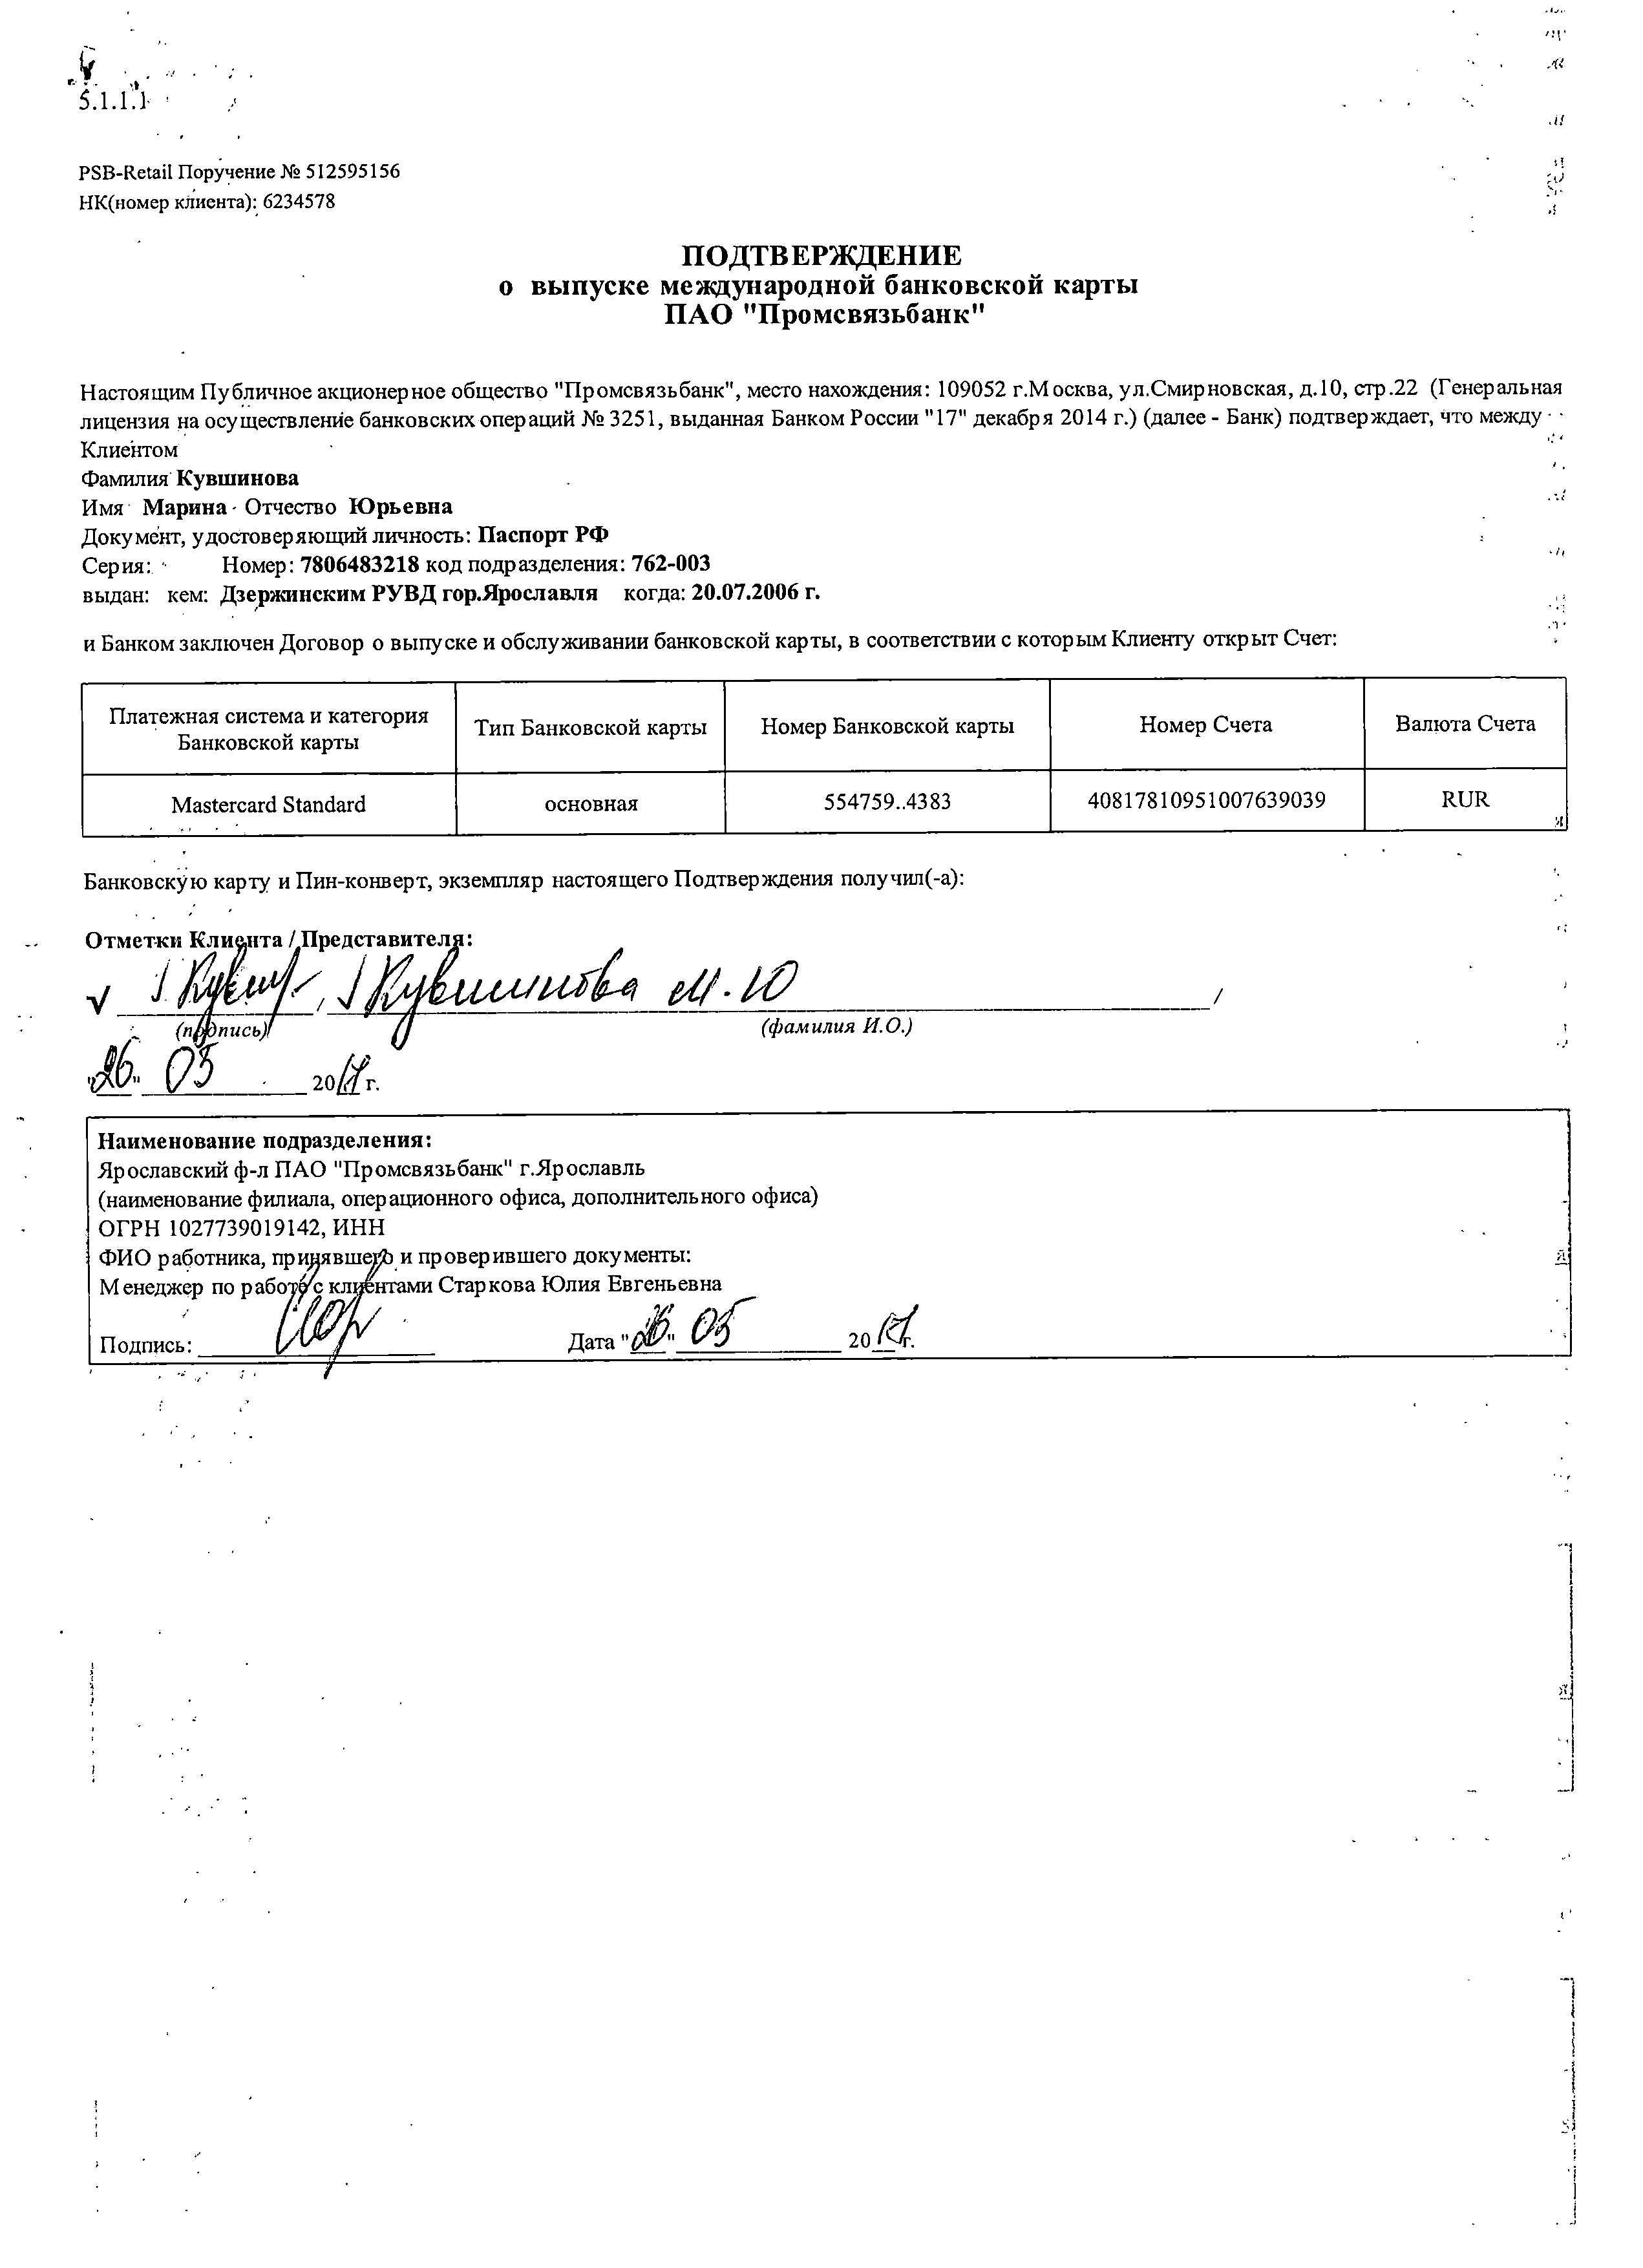 5.1.1.1
PSB-Retail Поручение № 512595156
НК(номер клиента): 6234578
ПОДТВЕРЖДЕНИЕ
о выпуске международной банковской карты
ПАО "Промсвязьбанк"
Настоящим Публичное акционерное общество "Промсвязьбанк", место нахождения: 109052 г.Москва, ул.Смирновская, д.10, стр.22 (Генеральная
лицензия на осуществление банковских операций № 3251, выданная Банком России "17" декабря 2014 г.) (далее - Банк) подтверждает, что между
Клиентом
Фамилия Кувшинова
Имя Марина Отчество Юрьевна
Документ, удостоверяющий личность: Паспорт РФ
Серия: Номер: 7806483218 код подразделения: 762-003
выдан: кем: Дзержинским РУВД гор.Ярославля когда: 20.07.2006 г.
и Банком заключен Договор о выпуске и обслуживании банковской карты, в соответствии с которым Клиенту открыт Счет:
Платежная система и категория Банковской карты Тип Банковской карты Номер Банковской карты Номер Счета Валюта Счета
Mastercard Standard основная 554759..4383 40817810951007639039 RUR
Банковскую карту и Пин-конверт, экземпляр настоящего Подтверждения получил(-а):
Отметки Клиента / Представителя:
/ Кувшинова М.Ю /
(подпись) (фамилия И.О.)
"26" 05 2017 г.
Наименование подразделения:
Ярославский ф-л ПАО "Промсвязьбанк" г.Ярославль
(наименование филиала, операционного офиса, дополнительного офиса)
ОГРН 1027739019142, ИНН
ФИО работника, принявшего и проверившего документы:
Менеджер по работе с клиентами Старкова Юлия Евгеньевна
Подпись: Дата "26" 05 2017г.